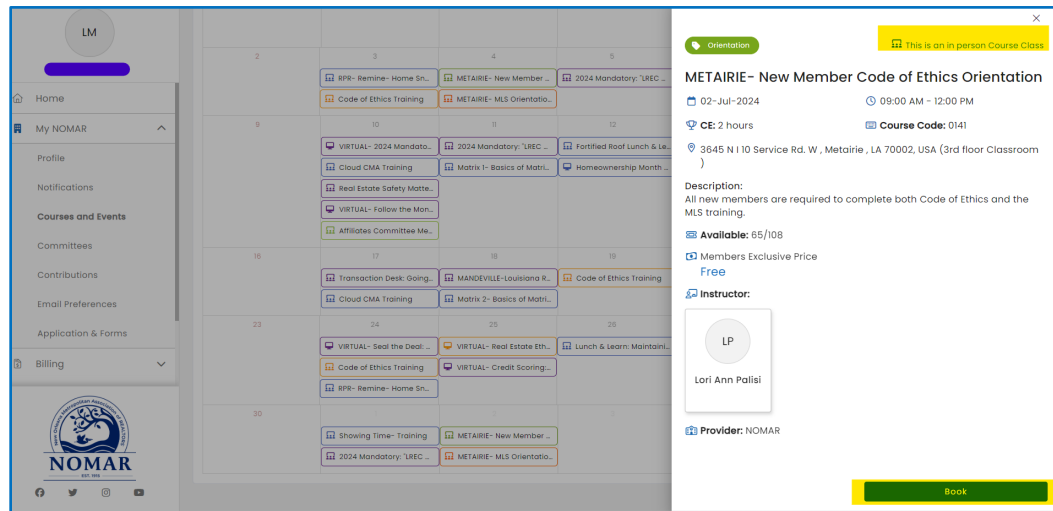 LM
Home
My NOMAR
Profile
Notifications
Courses and Events
Committees
Contributions
Email Preferences
Application & Forms
Billing
New Orleans Metropolitan Association of REALTORS
NOMAR
EST. 1910
2 3 4 5
RPR- Remine- Home Sn... METAIRIE- New Member ... 2024 Mandatory: "LREC ...
Code of Ethics Training METAIRIE- MLS Orientatio...
9 10 11 12
VIRTUAL- 2024 Mandato... 2024 Mandatory: "LREC ... Fortified Roof Lunch & Le...
Cloud CMA Training Matrix 1- Basics of Matri... Homeownership Month ...
Real Estate Safety Matte...
VIRTUAL- Follow the Mon...
Affiliates Committee Me...
16 17 18 19
Transaction Desk: Going... MANDEVILLE-Louisiana R... Code of Ethics Training
Cloud CMA Training Matrix 2- Basics of Matri...
23 24 25 26
VIRTUAL- Seal the Deal: ... VIRTUAL- Real Estate Eth... Lunch & Learn: Maintaini...
Code of Ethics Training VIRTUAL- Credit Scoring:...
RPR- Remine- Home Sn...
30
Showing Time- Training METAIRIE- New Member ...
2024 Mandatory: "LREC ... METAIRIE- MLS Orientatio...
Orientation
This is an in person Course Class
METAIRIE- New Member Code of Ethics Orientation
02-Jul-2024 09:00 AM - 12:00 PM
CE: 2 hours Course Code: 0141
3645 N I 10 Service Rd. W , Metairie , LA 70002, USA (3rd floor Classroom
)
Description:
All new members are required to complete both Code of Ethics and the
MLS training.
Available: 65/108
Members Exclusive Price
Free
Instructor:
LP
Lori Ann Palisi
Provider: NOMAR
Book